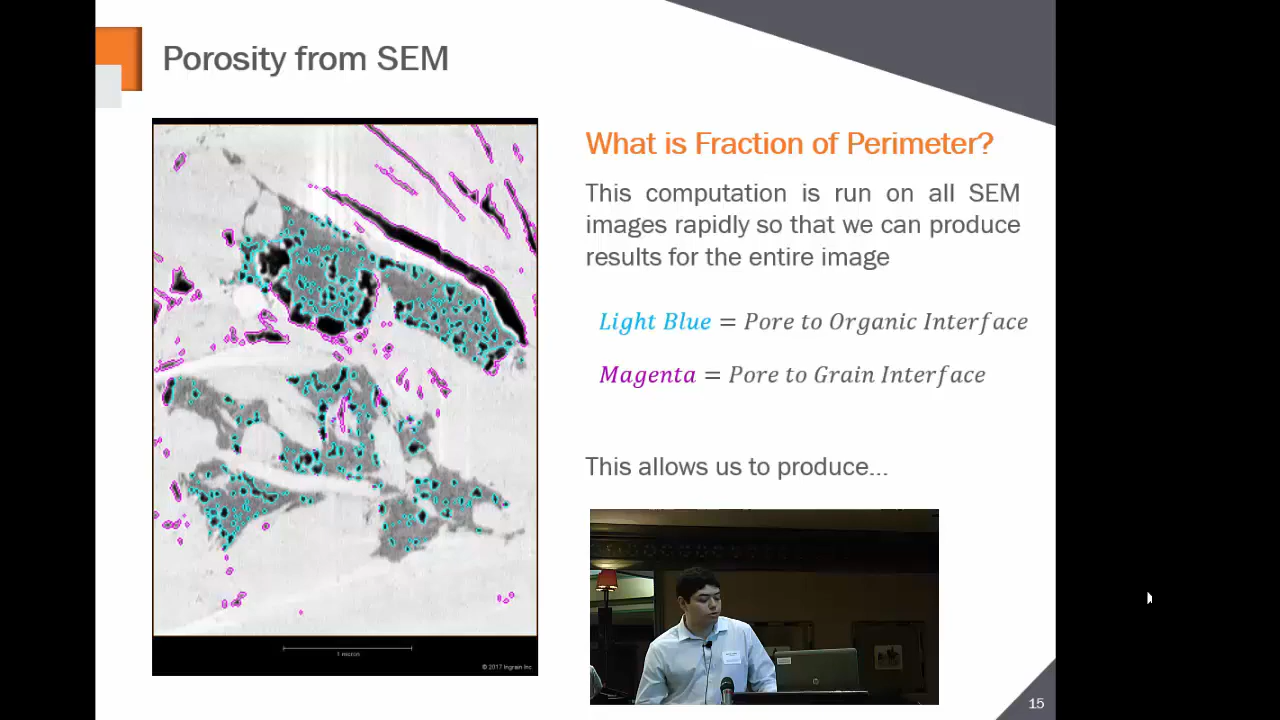 Porosity from SEM
What is Fraction of Perimeter?
This computation is run on all SEM
images rapidly so that we can produce
results for the entire image
Light Blue = Pore to Organic Interface
Magenta = Pore to Grain Interface
This allows us to produce...
1 micron
© 2017 Ingrain Inc
15